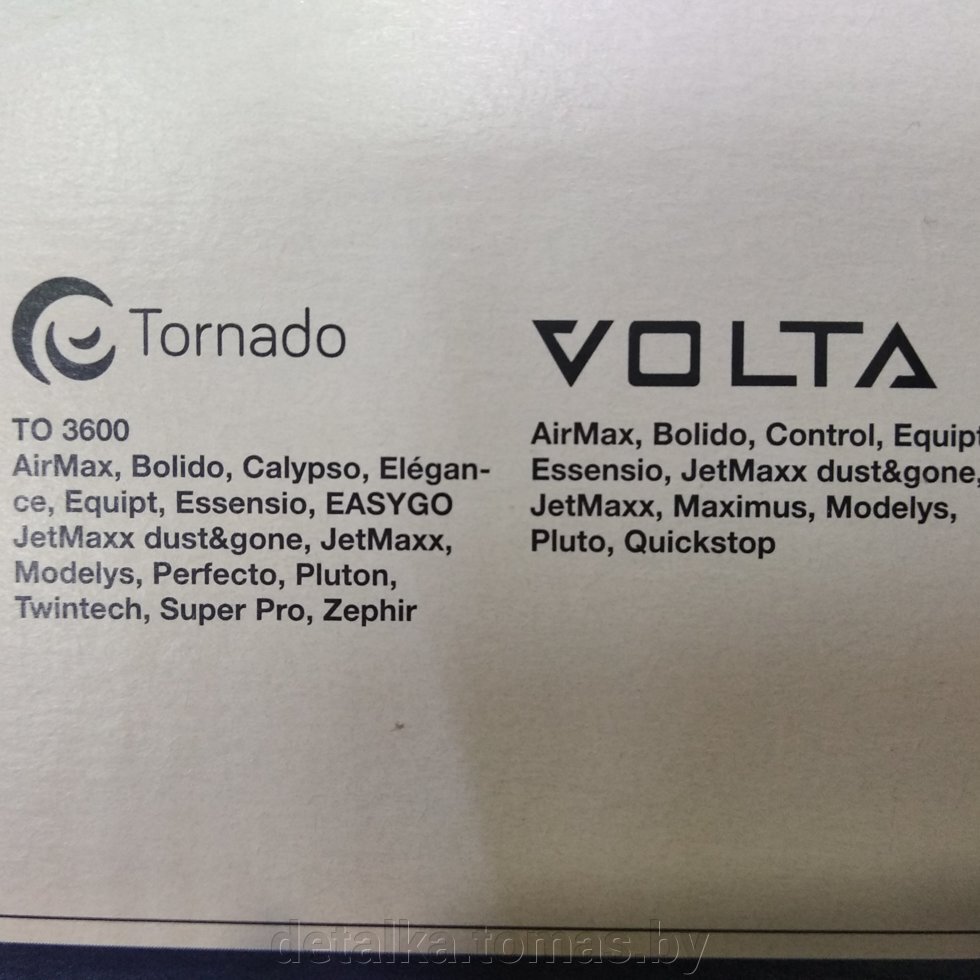 Tornado
TO 3600
AirMax, Bolido, Calypso, Elégan-
ce, Equipt, Essensio, EASYGO
JetMaxx dust&gone, JetMaxx,
Modelys, Perfecto, Pluton,
Twintech, Super Pro, Zephir
VOLTA
AirMax, Bolido, Control, Equipt
Essensio, JetMaxx dust&gone,
JetMaxx, Maximus, Modelys,
Pluto, Quickstop
detalka.tomas.by